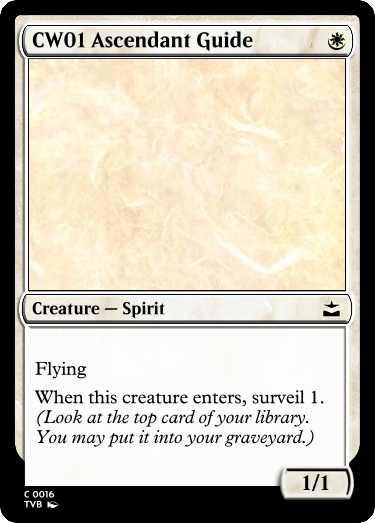 CW01 Ascendant Guide
Creature — Spirit
Flying
When this creature enters, surveil 1.
(Look at the top card of your library.
You may put it into your graveyard.)
1/1
C 0016
TVB